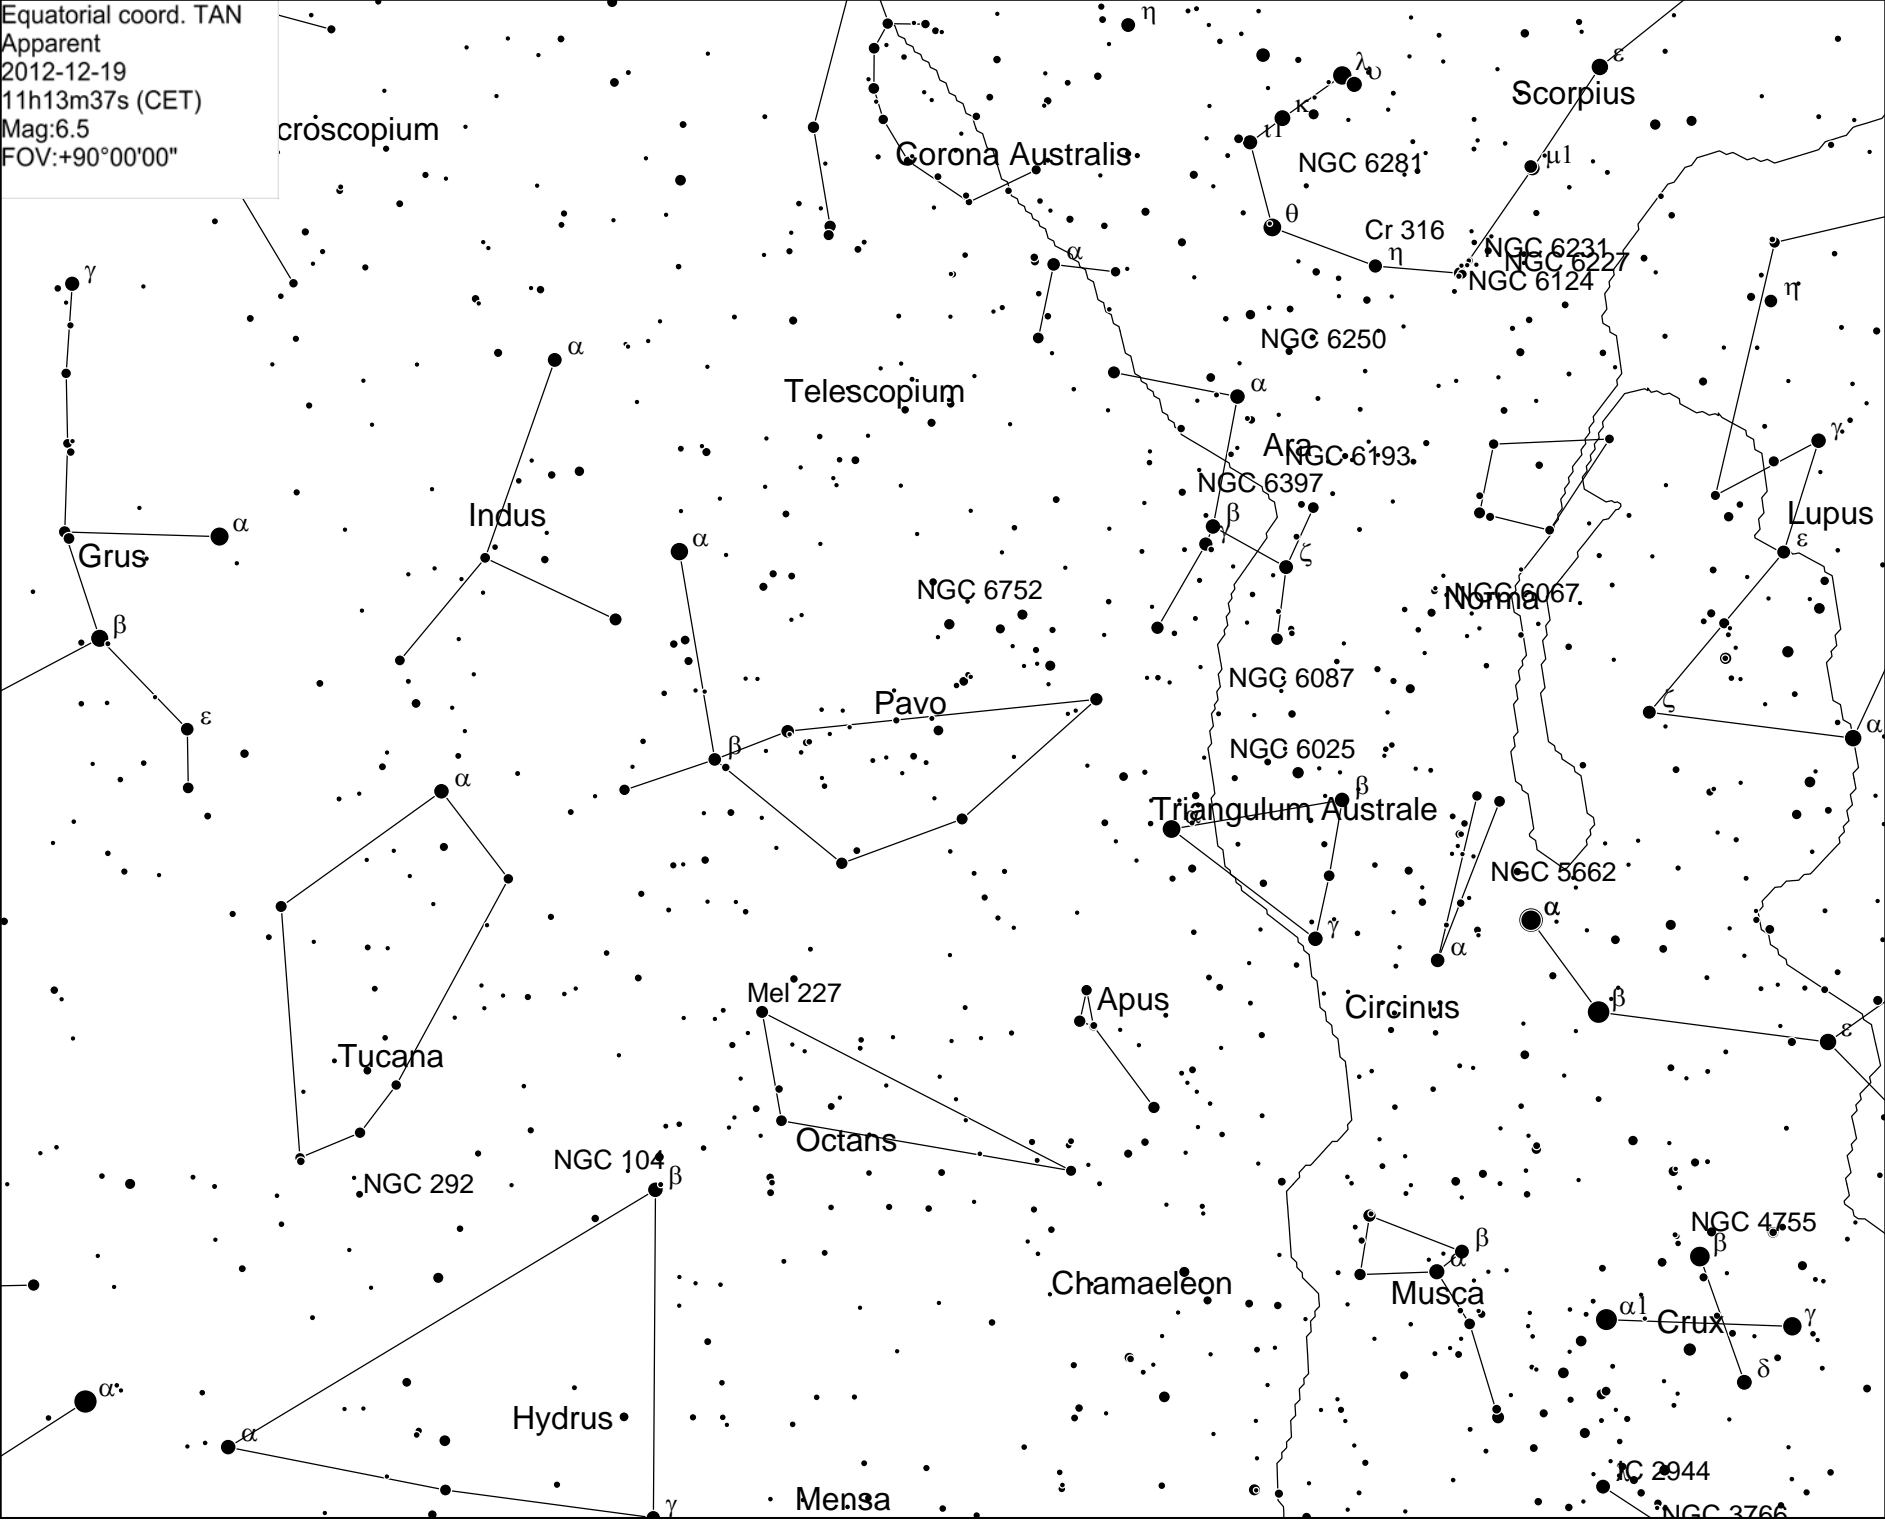 Equatorial coord. TAN
Apparent
2012-12-19
11h13m37s (CET)
Mag:6.5
FOV:+90°00'00"
η
λ
υ
ε
Scorpius
κ
ι1
croscopium
Corona Australis
μ1
NGC 6281
θ
Cr 316
η
NGC 6231
NGC 6227
NGC 6124
α
γ
η
NGC 6250
α
Telescopium
α
γ
Ara
NGC 6193
NGC 6397
Indus
β
γ
Lupus
α
α
ζ
ε
Grus
NGC 6752
NGC 6067
Norma
β
NGC 6087
Pavo
ζ
ε
α
β
NGC 6025
α
β
Triangulum Australe
α
NGC 5662
α
γ
α
Mel 227
Apus
Circinus
β
ε
Tucana
Octans
NGC 104
β
NGC 292
NGC 4755
β
β
α
Chamaeleon
Musca
α1
Crux
γ
δ
α
Hydrus
α
IC 2944
Mensa
γ
NGC 3766